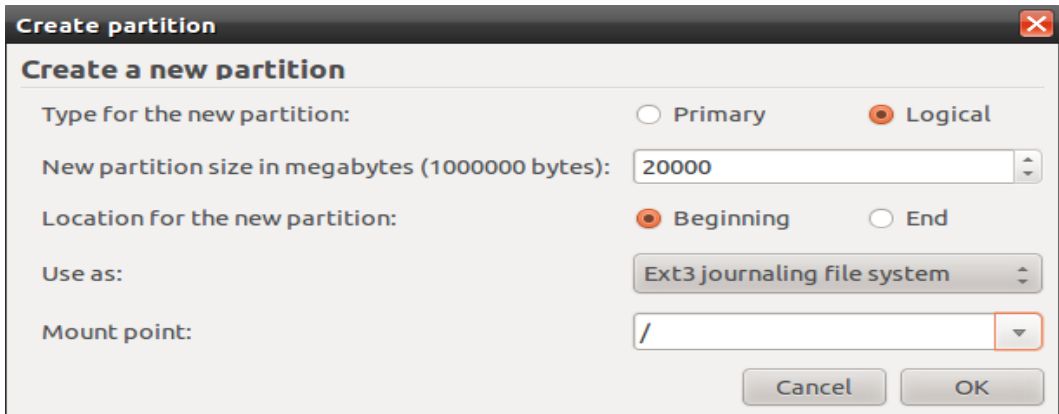 Create partition
Create a new partition
Type for the new partition: Primary Logical
New partition size in megabytes (1000000 bytes): 20000
Location for the new partition: Beginning End
Use as: Ext3 journaling file system
Mount point: /
Cancel OK